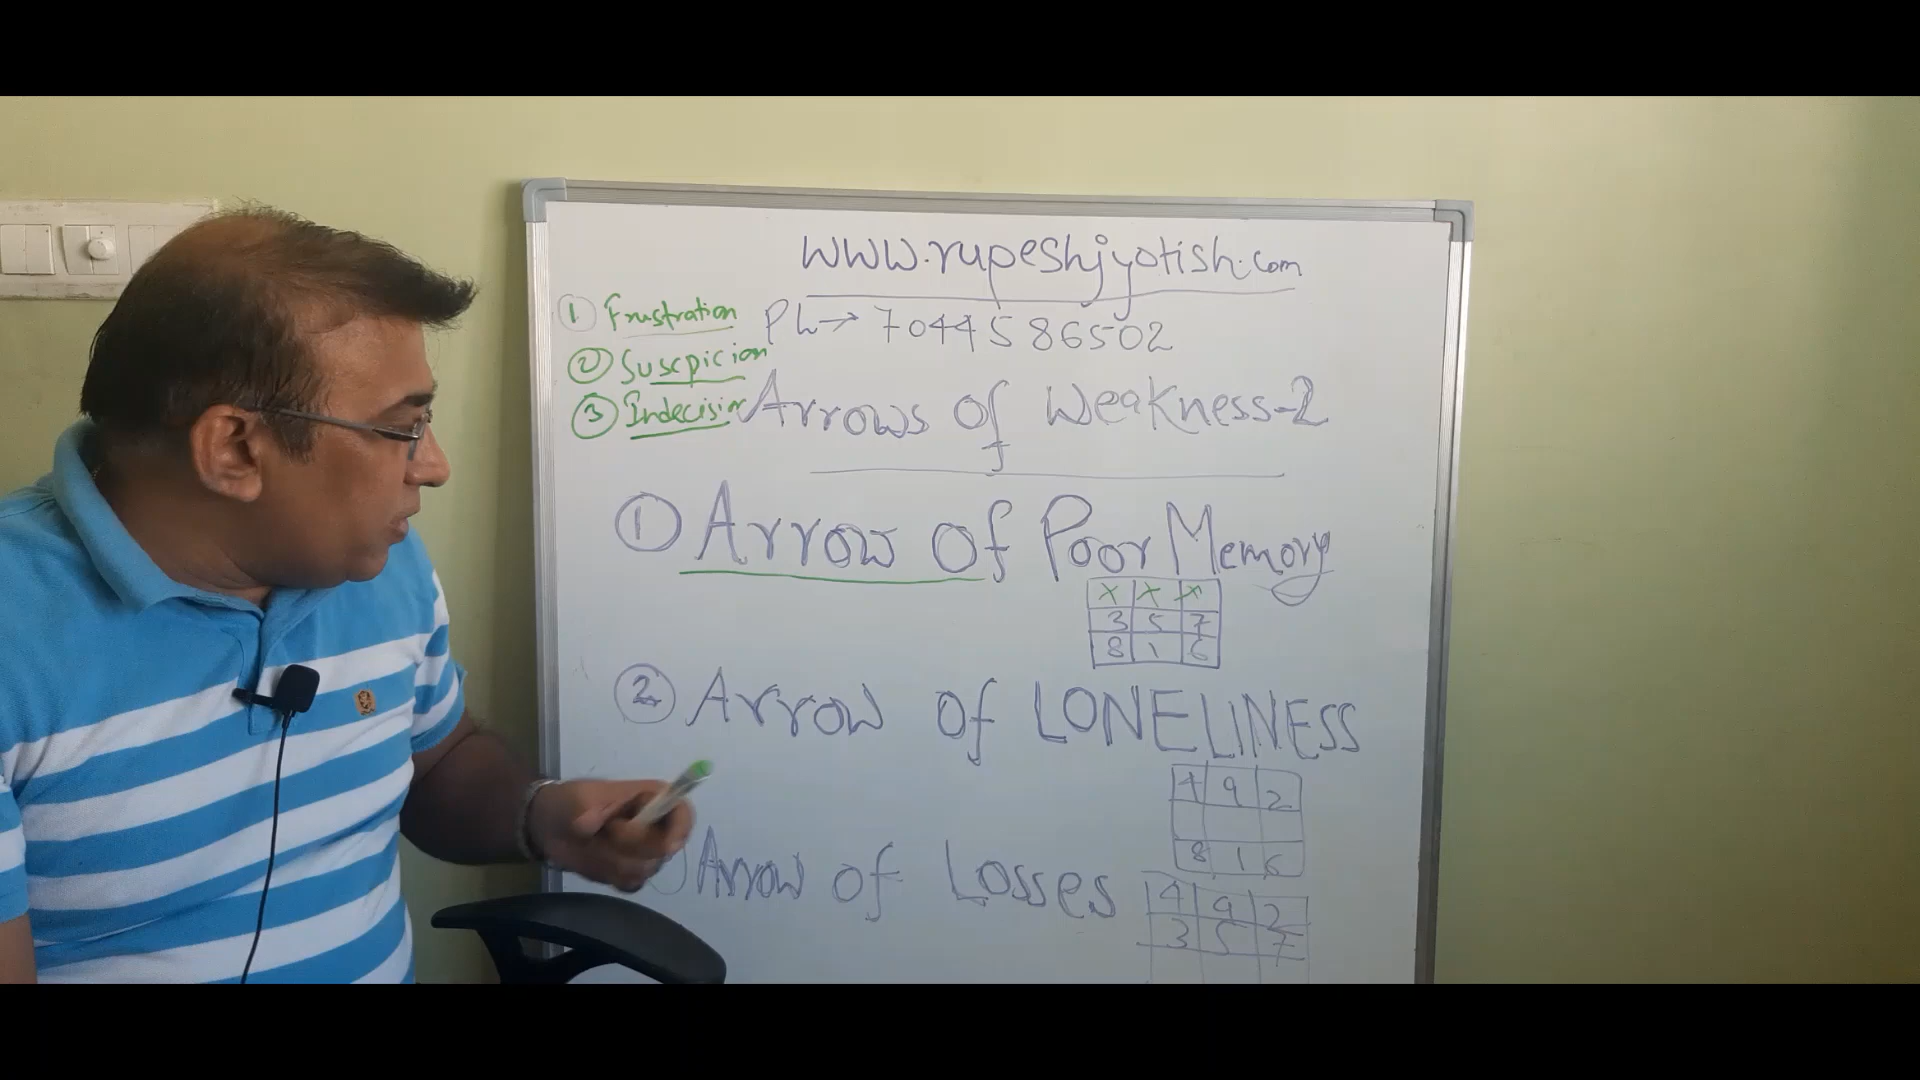 www.rupeshjyotish.com
① Frustration
Ph→ 7044586502
② Suscpicion
③ Indecision
Arrows Of Weakness-2
① Arrow Of Poor Memory
X X X
3 5 7
8 1 6
② Arrow Of LONELINESS
4 9 2
8 1 6
Arrow of Losses
4 9 2
3 5 7